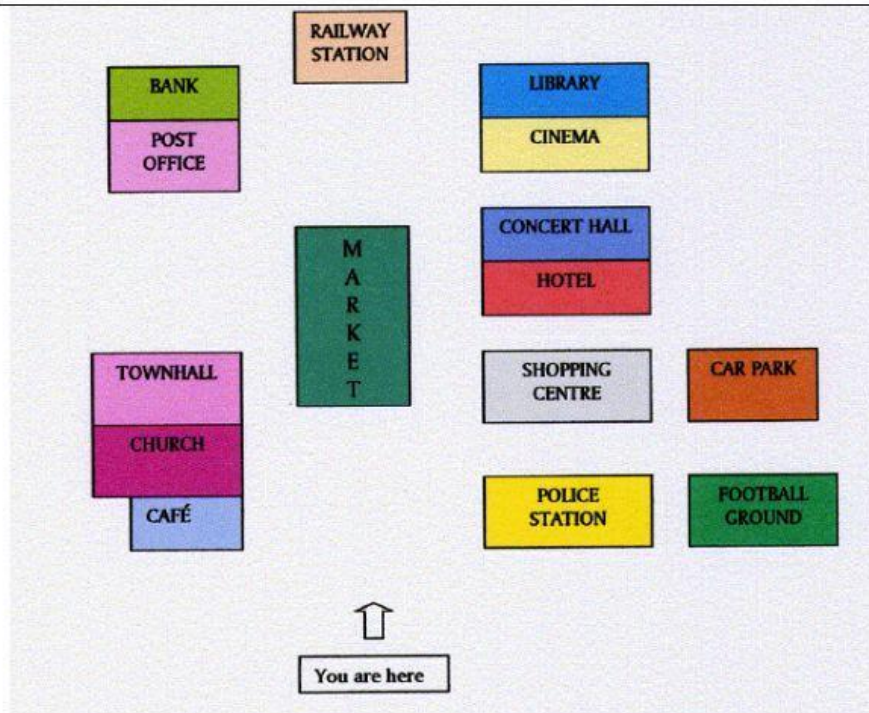 RAILWAY
STATION
BANK
LIBRARY
POST
OFFICE
CINEMA
CONCERT HALL
M
A
R
K
E
T
HOTEL
TOWNHALL
SHOPPING
CENTRE
CAR PARK
CHURCH
CAFÉ
POLICE
STATION
FOOTBALL
GROUND
You are here